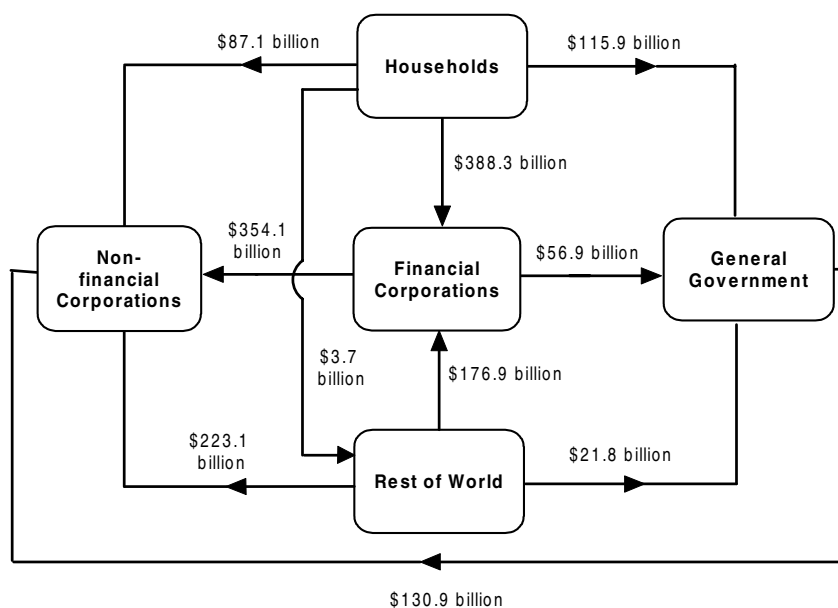 $87.1 billion
Households
$115.9 billion
$388.3 billion
Non-
financial
Corporations
$354.1
billion
Financial
Corporations
$56.9 billion
General
Government
$3.7
billion
$176.9 billion
$223.1
billion
Rest of World
$21.8 billion
$130.9 billion